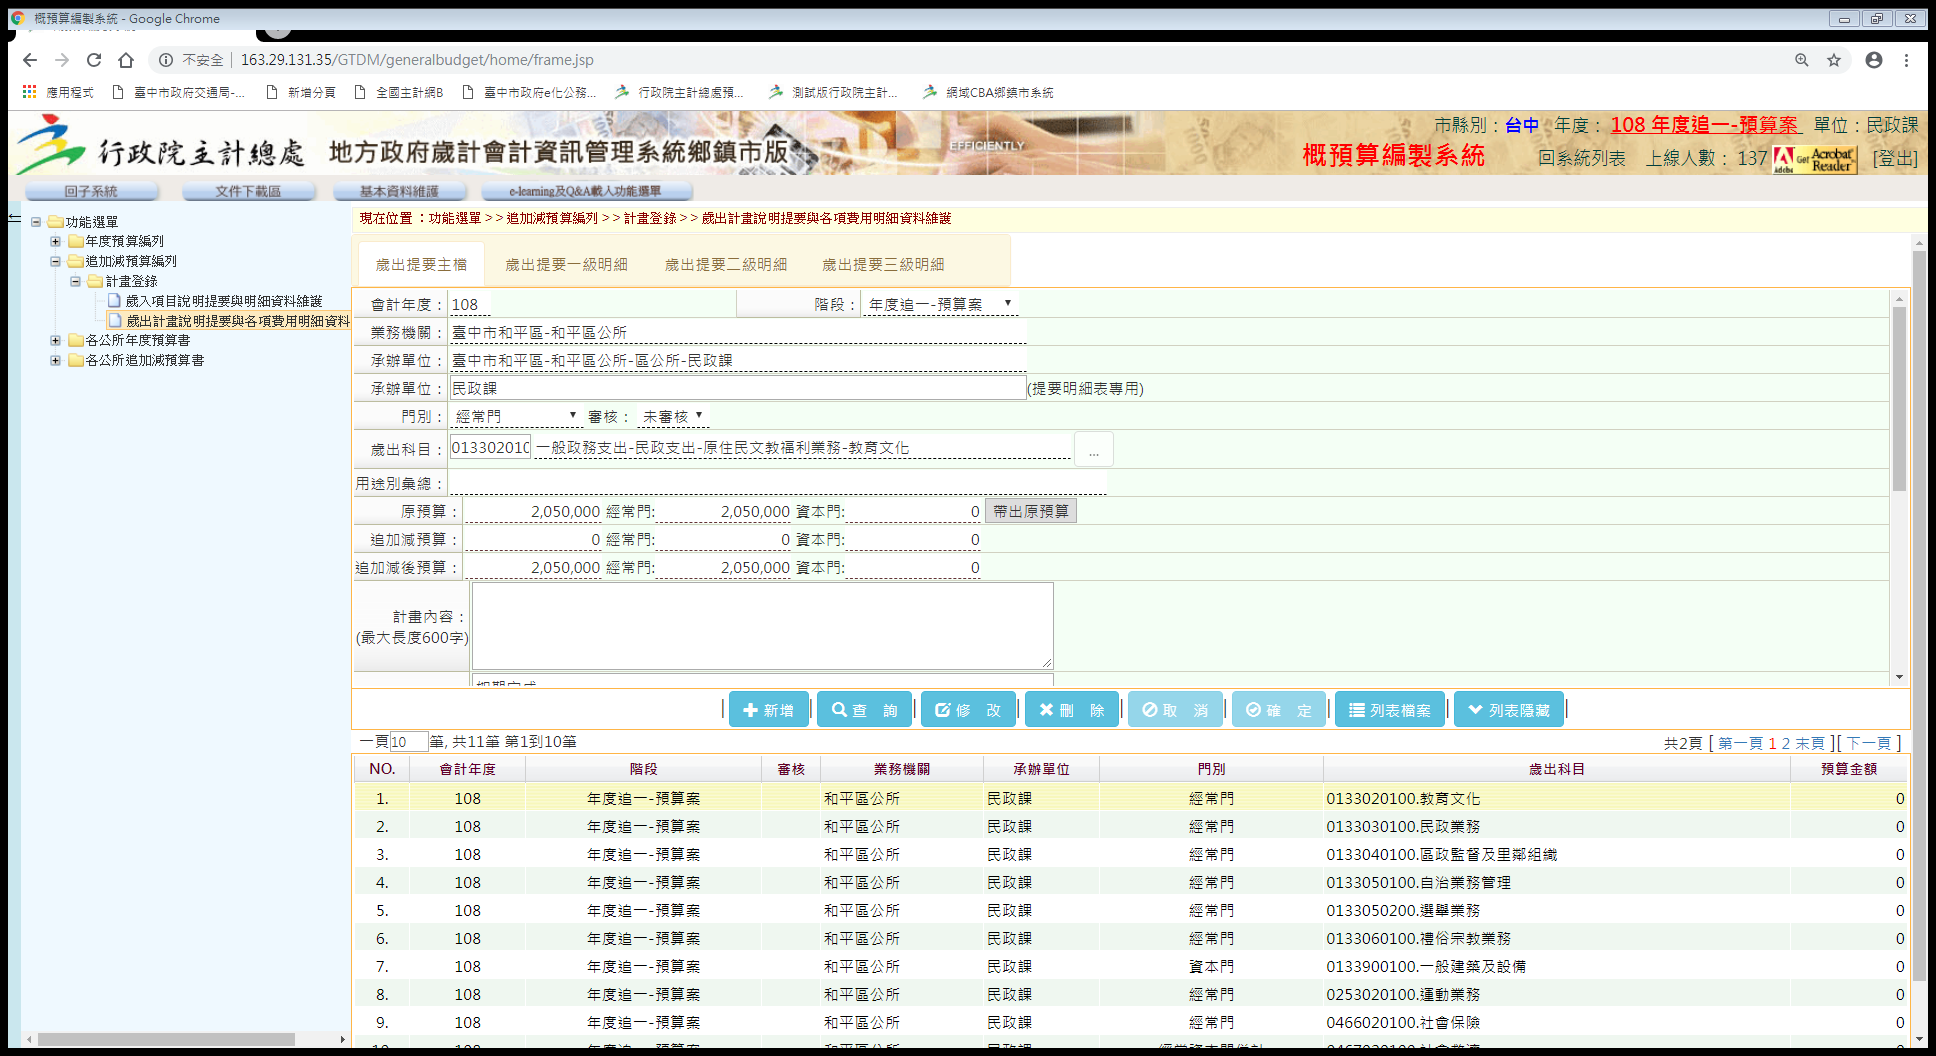 概預算編製系統 - Google Chrome
不安全 163.29.131.35/GTDM/generalbudget/home/frame.jsp
應用程式 臺中市政府交通局-... 新增分頁 全國主計網B 臺中市政府e化公務... 行政院主計總處預... 測試版行政院主計... 網域CBA鄉鎮市系統
行政院主計總處 地方政府歲計會計資訊管理系統鄉鎮市版 EFFICIENTLY
市縣別：台中 年度： 108 年度追一-預算案 單位：民政課
概預算編製系統 回系統列表 上線人數： 137 Adobe Get Acrobat Reader [登出]
回子系統 文件下載區 基本資料維護 e-learning及Q&A載入功能選單
現在位置 ：功能選單 >> 追加減預算編列 >> 計畫登錄 >> 歲出計畫說明提要與各項費用明細資料維護
功能選單
年度預算編列
追加減預算編列
計畫登錄
歲入項目說明提要與明細資料維護
歲出計畫說明提要與各項費用明細資料
各公所年度預算書
各公所追加減預算書
歲出提要主檔 歲出提要一級明細 歲出提要二級明細 歲出提要三級明細
會計年度： 108 階段： 年度追一-預算案
業務機關： 臺中市和平區-和平區公所
承辦單位： 臺中市和平區-和平區公所-區公所-民政課
承辦單位： 民政課 (提要明細表專用)
門別： 經常門 審核： 未審核
歲出科目： 013302010 一般政務支出-民政支出-原住民文教福利業務-教育文化 ...
用途別彙總：
原預算： 2,050,000 經常門: 2,050,000 資本門: 0 帶出原預算
追加減預算： 0 經常門: 0 資本門: 0
追加減後預算： 2,050,000 經常門: 2,050,000 資本門: 0
計畫內容：
(最大長度600字)
新增 查 詢 修 改 刪 除 取 消 確 定 列表檔案 列表隱藏
一頁10筆, 共11筆 第1到10筆 共2頁 [ 第一頁 1 2 末頁 ][ 下一頁 ]
NO. 會計年度 階段 審核 業務機關 承辦單位 門別 歲出科目 預算金額
1. 108 年度追一-預算案 和平區公所 民政課 經常門 0133020100.教育文化 0
2. 108 年度追一-預算案 和平區公所 民政課 經常門 0133030100.民政業務 0
3. 108 年度追一-預算案 和平區公所 民政課 經常門 0133040100.區政監督及里鄰組織 0
4. 108 年度追一-預算案 和平區公所 民政課 經常門 0133050100.自治業務管理 0
5. 108 年度追一-預算案 和平區公所 民政課 經常門 0133050200.選舉業務 0
6. 108 年度追一-預算案 和平區公所 民政課 經常門 0133060100.禮俗宗教業務 0
7. 108 年度追一-預算案 和平區公所 民政課 資本門 0133900100.一般建築及設備 0
8. 108 年度追一-預算案 和平區公所 民政課 經常門 0253020100.運動業務 0
9. 108 年度追一-預算案 和平區公所 民政課 經常門 0466020100.社會保險 0